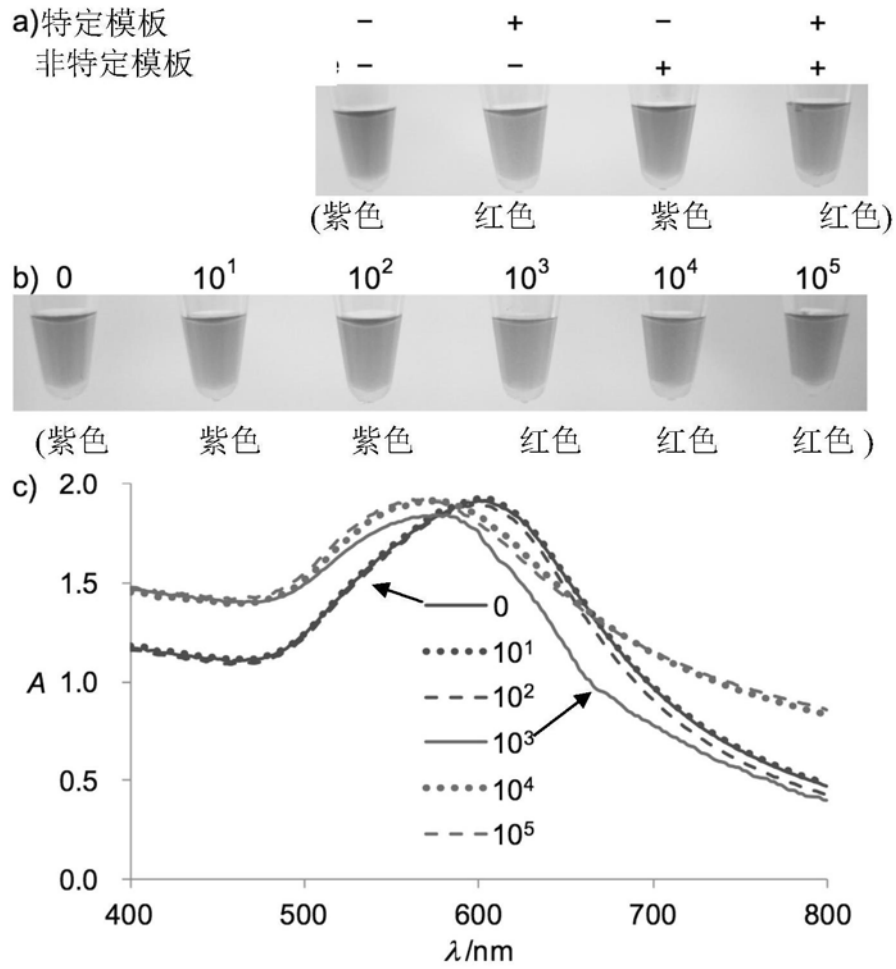 a)特定模板 − + − +
非特定模板 − − + +
(紫色 红色 紫色 红色)
b) 0 10¹ 10² 10³ 10⁴ 10⁵
(紫色 紫色 紫色 红色 红色 红色 )
c) 2.0
1.5
A 1.0
0.5
0.0
0
10¹
10²
10³
10⁴
10⁵
400 500 600 700 800
λ/nm